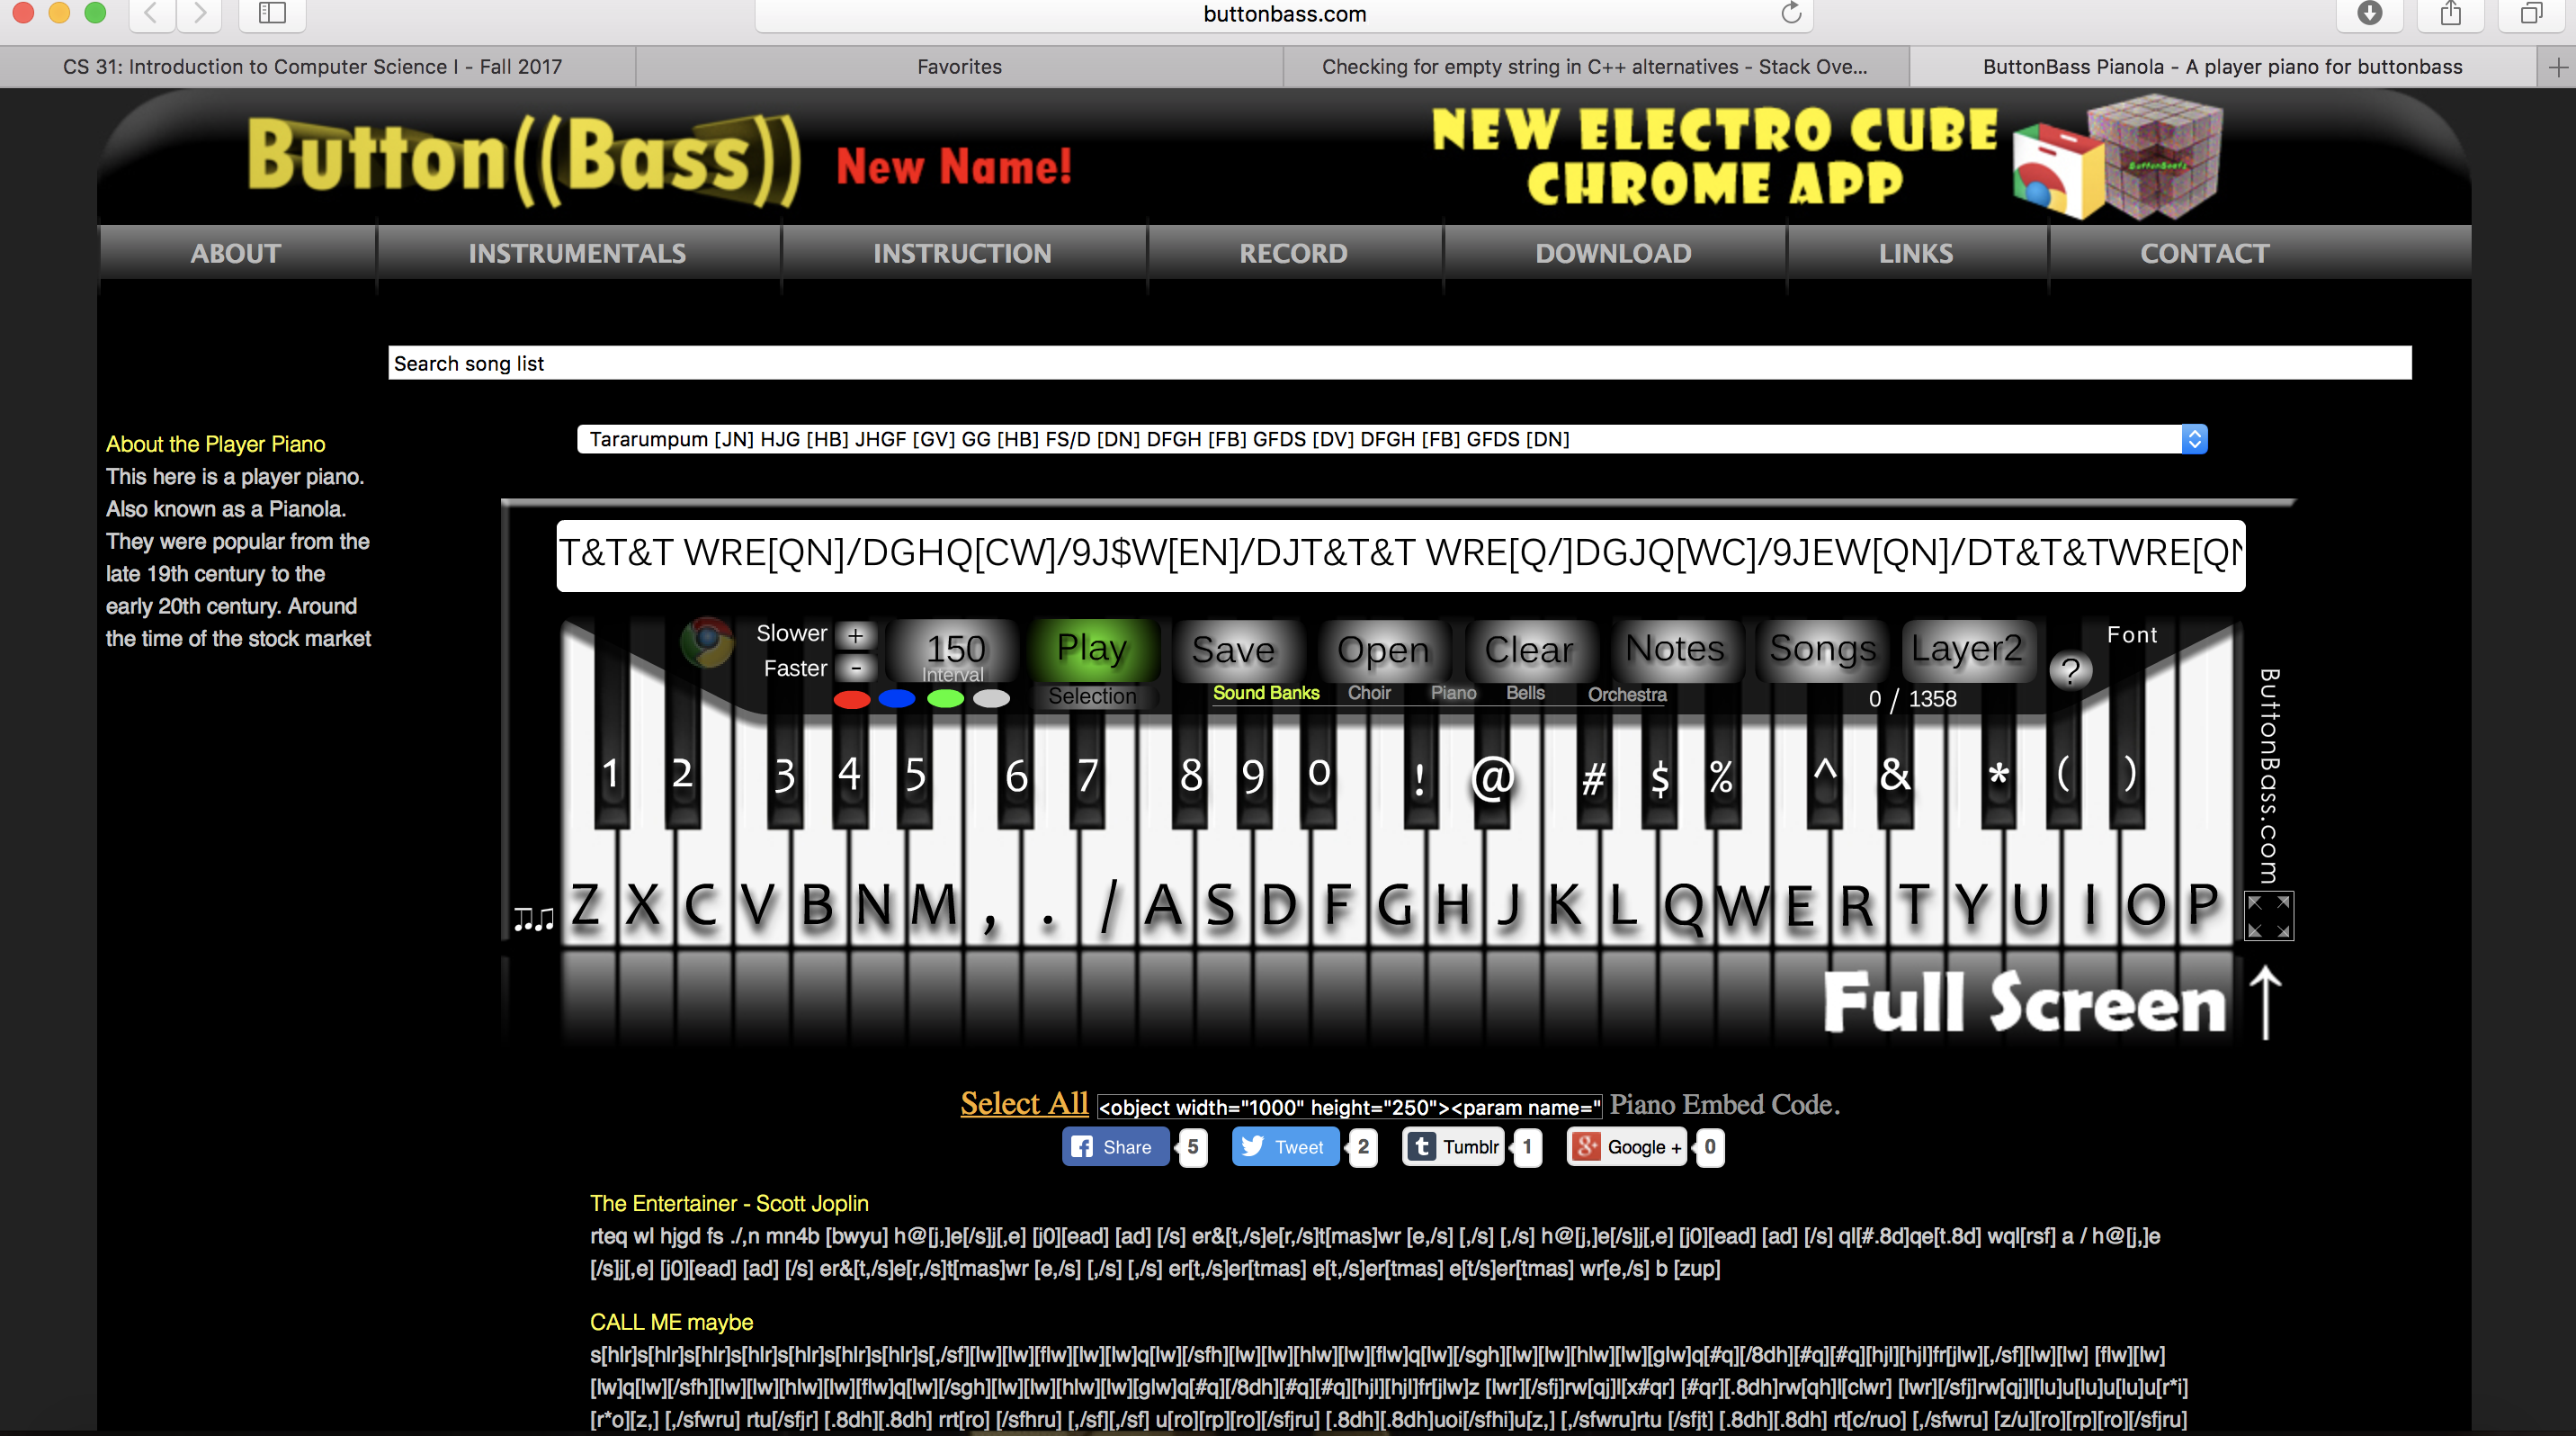 buttonbass.com
CS 31: Introduction to Computer Science I - Fall 2017
Favorites
Checking for empty string in C++ alternatives - Stack Ove...
ButtonBass Pianola - A player piano for buttonbass
Button((Bass))
New Name!
NEW ELECTRO CUBE
CHROME APP
ButtonBeats
ABOUT
INSTRUMENTALS
INSTRUCTION
RECORD
DOWNLOAD
LINKS
CONTACT
Search song list
Tararumpum [JN] HJG [HB] JHGF [GV] GG [HB] FS/D [DN] DFGH [FB] GFDS [DV] DFGH [FB] GFDS [DN]
About the Player Piano
This here is a player piano.
Also known as a Pianola.
They were popular from the
late 19th century to the
early 20th century. Around
the time of the stock market
T&T&T WRE[QN]/DGHQ[CW]/9J$W[EN]/DJT&T&T WRE[Q/]DGJQ[WC]/9JEW[QN]/DT&T&TWRE[QN
Slower +
Faster -
150
Interval
Play
Selection
Save
Open
Clear
Notes
Songs
Layer2
?
Font
Sound Banks Choir Piano Bells Orchestra
0 / 1358
1 2 3 4 5 6 7 8 9 0 ! @ # $ % ^ & * ( )
Z X C V B N M , . / A S D F G H J K L Q W E R T Y U I O P
ButtonBass.com
Full Screen
Select All <object width="1000" height="250"><param name=" Piano Embed Code.
Share 5 Tweet 2 Tumblr 1 Google + 0
The Entertainer - Scott Joplin
rteq wl hjgd fs ./,n mn4b [bwyu] h@[j,]e[/s]j[,e] [j0][ead] [ad] [/s] er&[t,/s]e[r,/s]t[mas]wr [e,/s] [,/s] [,/s] h@[j,]e[/s]j[,e] [j0][ead] [ad] [/s] ql[#.8d]qe[t.8d] wql[rsf] a / h@[j,]e
[/s]j[,e] [j0][ead] [ad] [/s] er&[t,/s]e[r,/s]t[mas]wr [e,/s] [,/s] [,/s] er[t,/s]er[tmas] e[t,/s]er[tmas] e[t/s]er[tmas] wr[e,/s] b [zup]
CALL ME maybe
s[hlr]s[hlr]s[hlr]s[hlr]s[hlr]s[hlr]s[hlr]s[,/sf][lw][lw][flw][lw][lw]q[lw][/sfh][lw][lw][hlw][lw][flw]q[lw][/sgh][lw][lw][hlw][lw][glw]q[#q][/8dh][#q][#q][hjl][hjl]fr[jlw][,/sf][lw][lw] [flw][lw]
[lw]q[lw][/sfh][lw][lw][hlw][lw][flw]q[lw][/sgh][lw][lw][hlw][lw][glw]q[#q][/8dh][#q][#q][hjl][hjl]fr[jlw]z [lwr][/sfj]rw[qj]l[x#qr] [#qr][.8dh]rw[qh]l[clwr] [lwr][/sfj]rw[qj]l[lu]u[lu]u[lu]u[r*i]
[r*o][z,] [,/sfwru] rtu[/sfjr] [.8dh][.8dh] rrt[ro] [/sfhru] [,/sf][,/sf] u[ro][rp][ro][/sfjru] [.8dh][.8dh]uoi[/sfhi]u[z,] [,/sfwru]rtu [/sfjt] [.8dh][.8dh] rt[c/ruo] [,/sfwru] [z/u][ro][rp][ro][/sfjru]